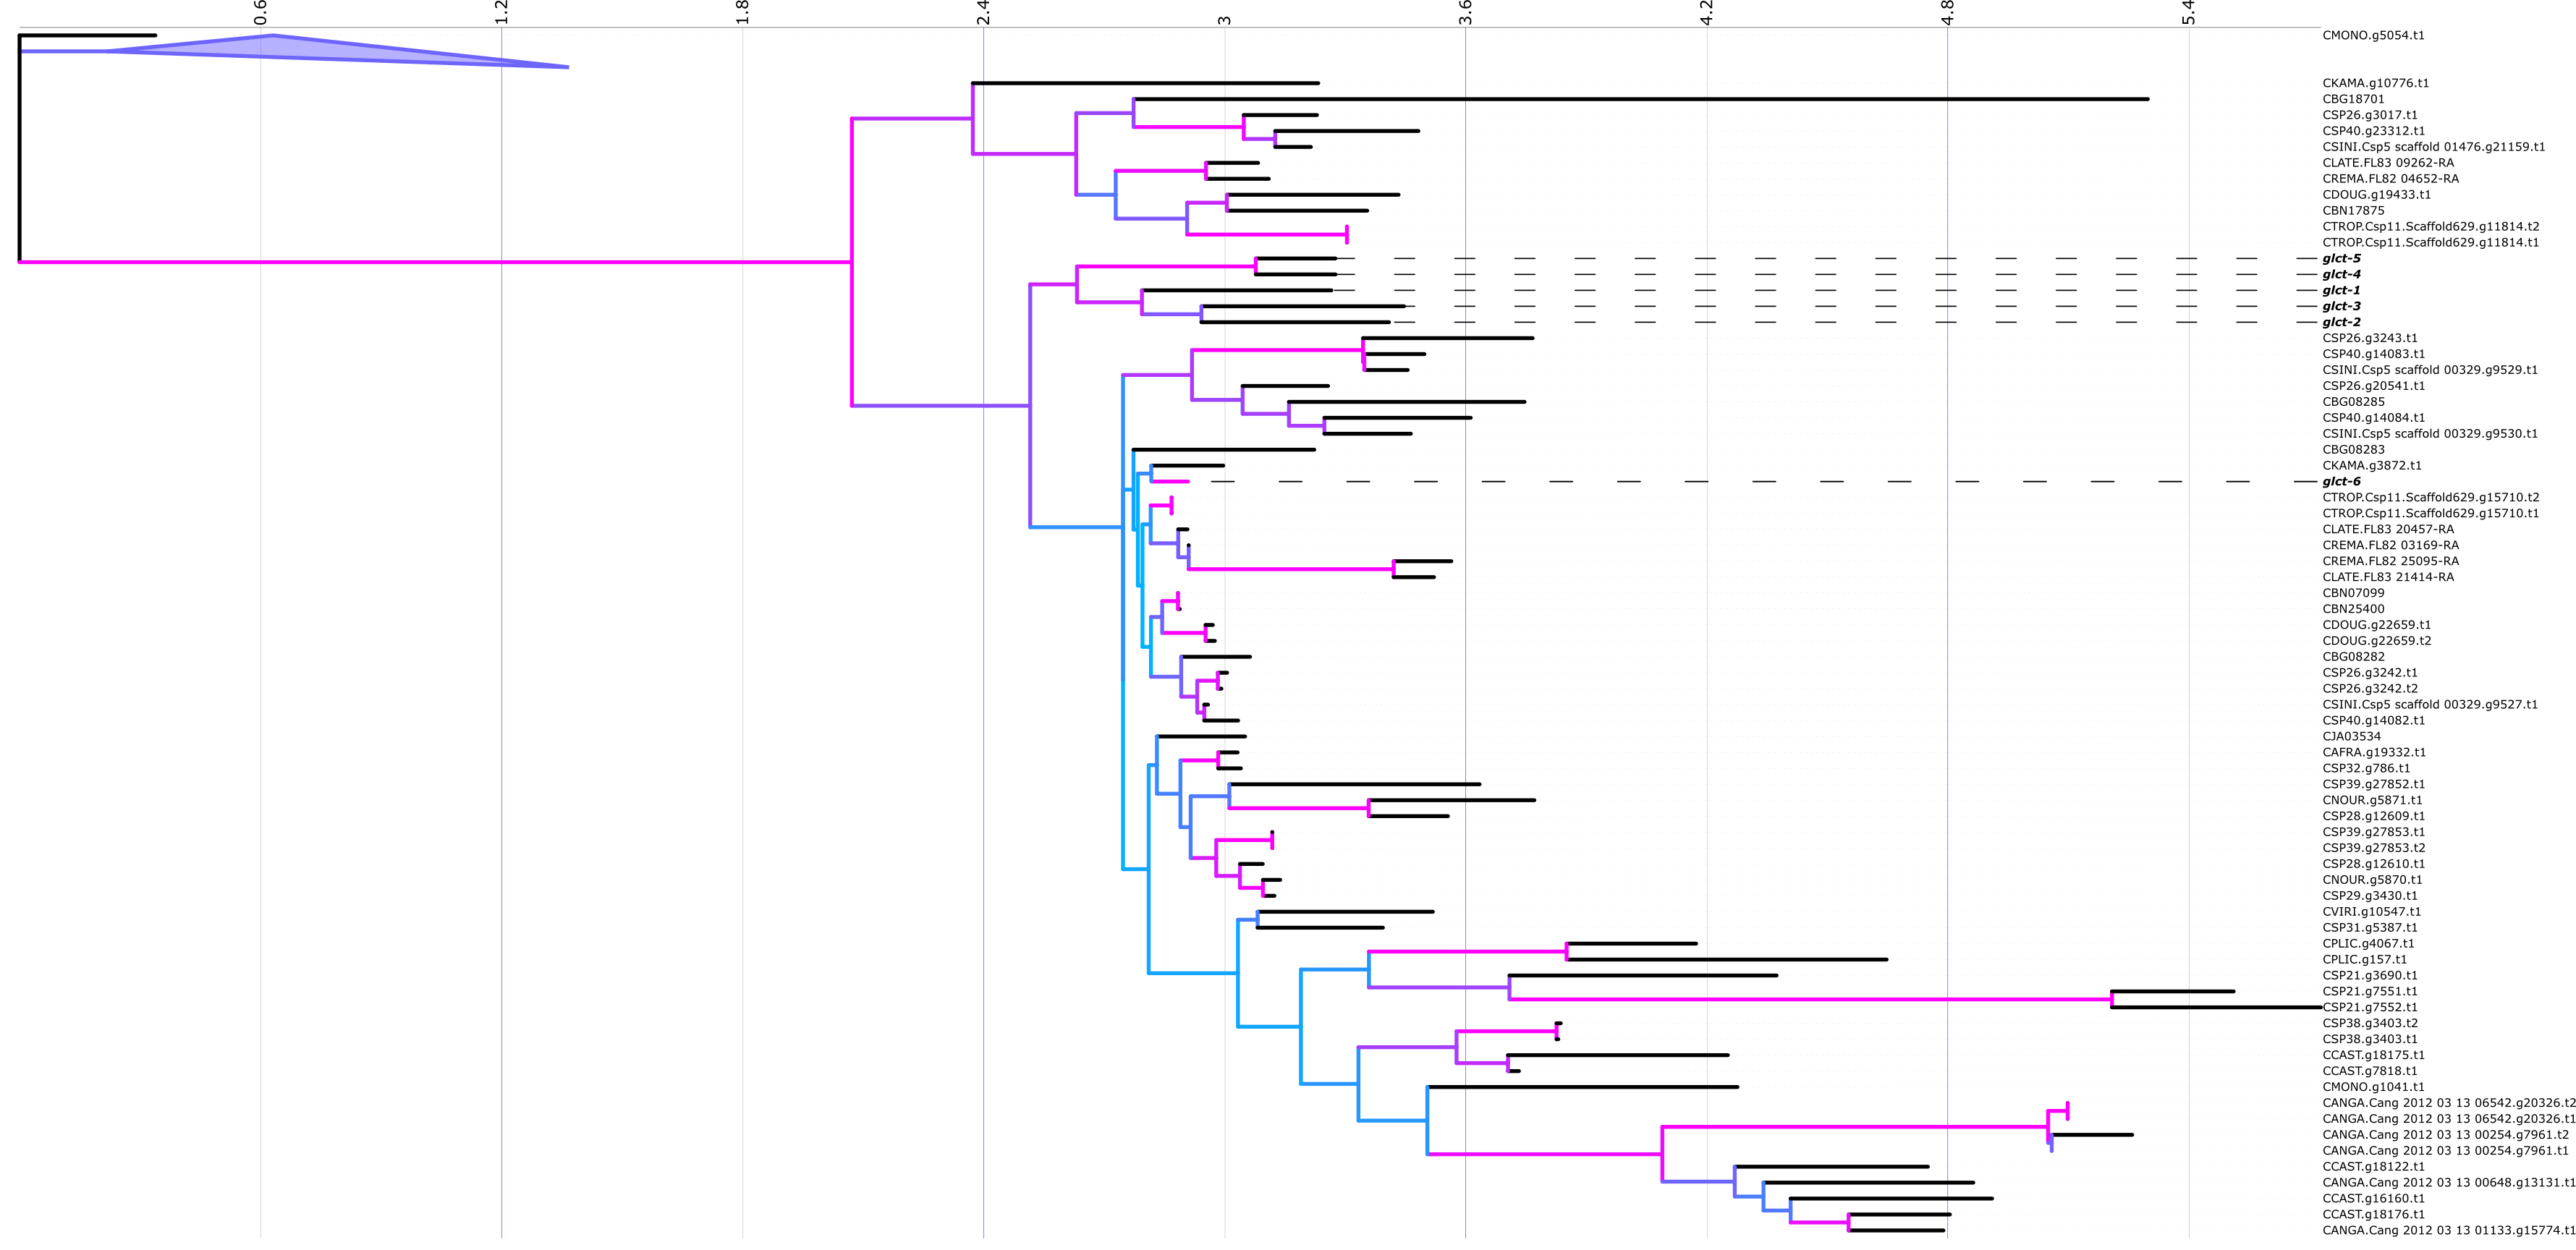 0.6
1.2
1.8
2.4
3
3.6
4.2
4.8
5.4
CMONO.g5054.t1
CKAMA.g10776.t1
CBG18701
CSP26.g3017.t1
CSP40.g23312.t1
CSINI.Csp5 scaffold 01476.g21159.t1
CLATE.FL83 09262-RA
CREMA.FL82 04652-RA
CDOUG.g19433.t1
CBN17875
CTROP.Csp11.Scaffold629.g11814.t2
CTROP.Csp11.Scaffold629.g11814.t1
glct-5
glct-4
glct-1
glct-3
glct-2
CSP26.g3243.t1
CSP40.g14083.t1
CSINI.Csp5 scaffold 00329.g9529.t1
CSP26.g20541.t1
CBG08285
CSP40.g14084.t1
CSINI.Csp5 scaffold 00329.g9530.t1
CBG08283
CKAMA.g3872.t1
glct-6
CTROP.Csp11.Scaffold629.g15710.t2
CTROP.Csp11.Scaffold629.g15710.t1
CLATE.FL83 20457-RA
CREMA.FL82 03169-RA
CREMA.FL82 25095-RA
CLATE.FL83 21414-RA
CBN07099
CBN25400
CDOUG.g22659.t1
CDOUG.g22659.t2
CBG08282
CSP26.g3242.t1
CSP26.g3242.t2
CSINI.Csp5 scaffold 00329.g9527.t1
CSP40.g14082.t1
CJA03534
CAFRA.g19332.t1
CSP32.g786.t1
CSP39.g27852.t1
CNOUR.g5871.t1
CSP28.g12609.t1
CSP39.g27853.t1
CSP39.g27853.t2
CSP28.g12610.t1
CNOUR.g5870.t1
CSP29.g3430.t1
CVIRI.g10547.t1
CSP31.g5387.t1
CPLIC.g4067.t1
CPLIC.g157.t1
CSP21.g3690.t1
CSP21.g7551.t1
CSP21.g7552.t1
CSP38.g3403.t2
CSP38.g3403.t1
CCAST.g18175.t1
CCAST.g7818.t1
CMONO.g1041.t1
CANGA.Cang 2012 03 13 06542.g20326.t2
CANGA.Cang 2012 03 13 06542.g20326.t1
CANGA.Cang 2012 03 13 00254.g7961.t2
CANGA.Cang 2012 03 13 00254.g7961.t1
CCAST.g18122.t1
CANGA.Cang 2012 03 13 00648.g13131.t1
CCAST.g16160.t1
CCAST.g18176.t1
CANGA.Cang 2012 03 13 01133.g15774.t1